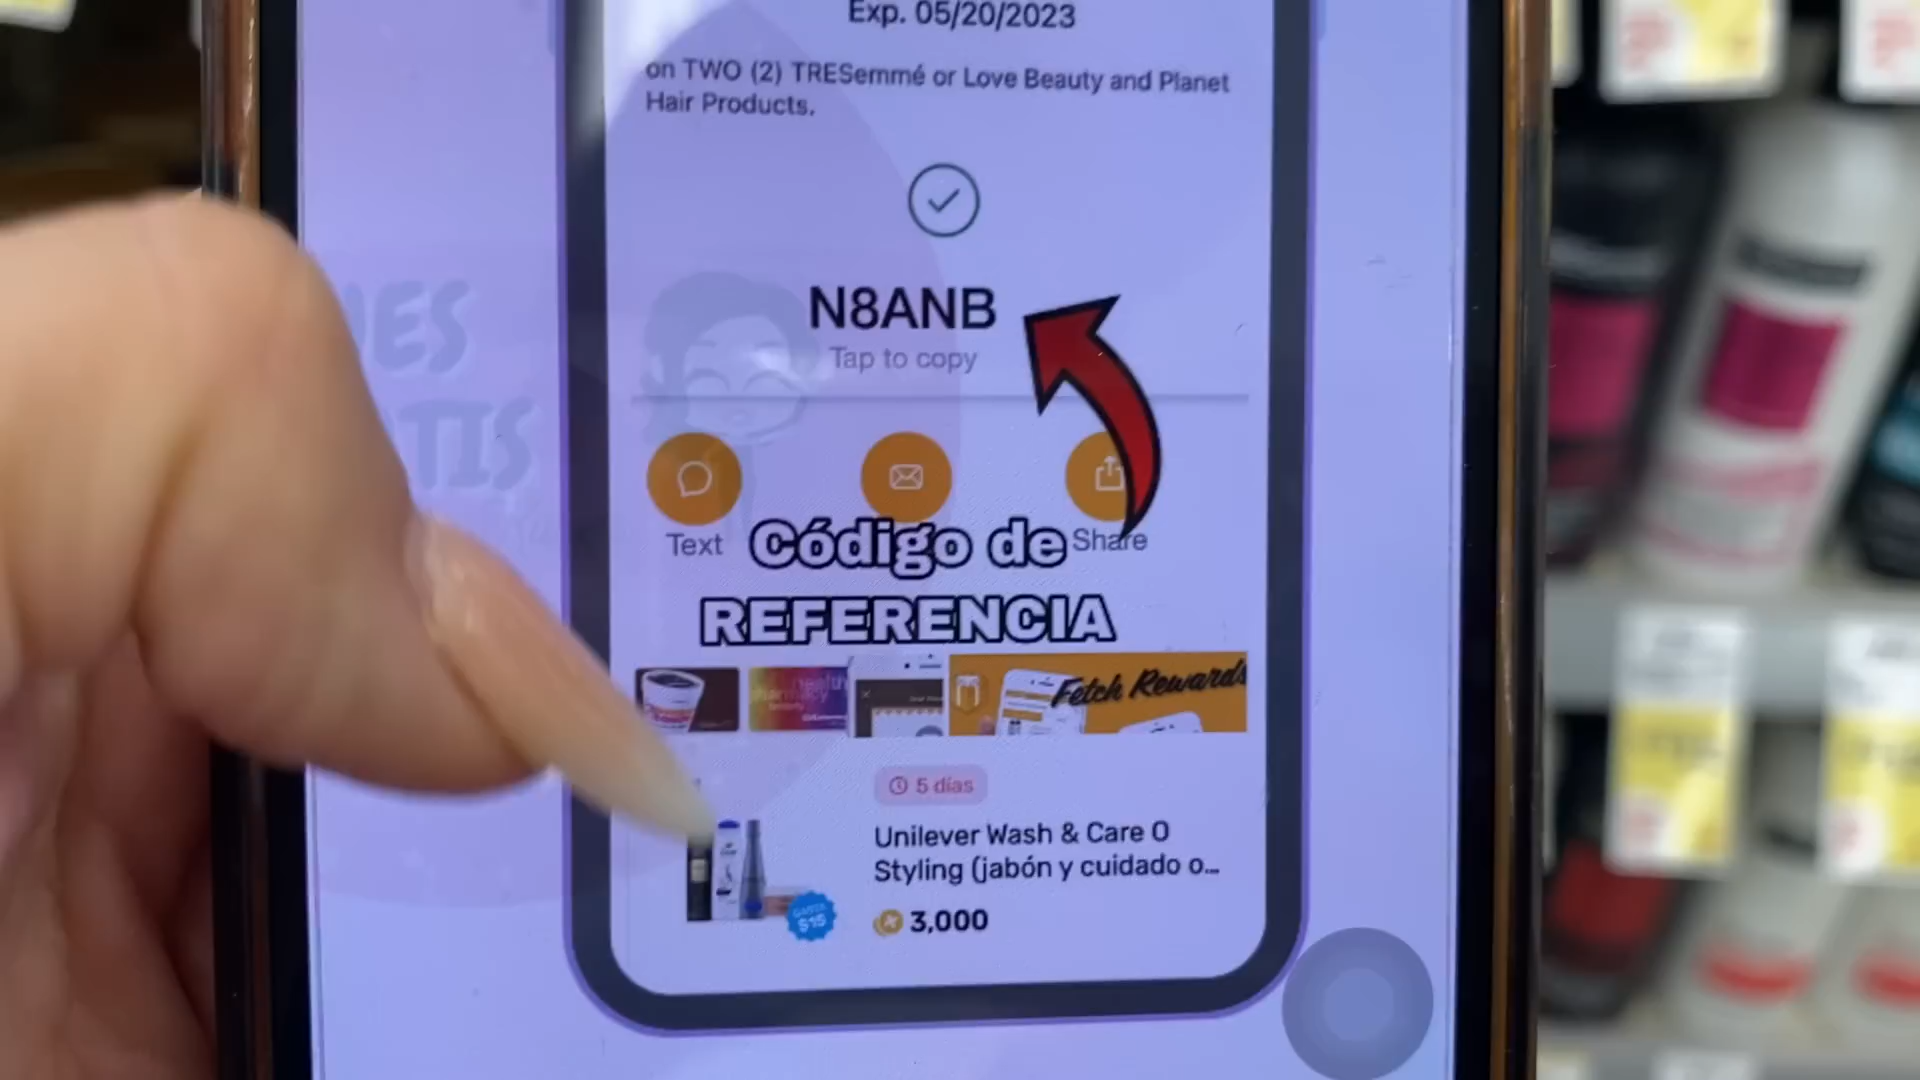 Exp. 05/20/2023
on TWO (2) TRESemmé or Love Beauty and Planet
Hair Products.
N8ANB
Tap to copy
Text
Share
Código de
REFERENCIA
Fetch Rewards
5 días
Unilever Wash & Care O
Styling (jabón y cuidado o...
$15
3,000